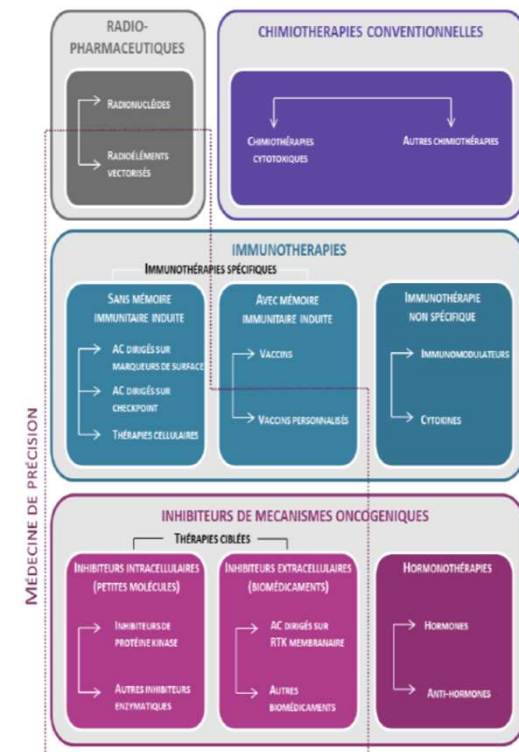 RADIO-
PHARMACEUTIQUES
RADIONUCLÉIDES
RADIOÉLÉMENTS
VECTORISÉS
CHIMIOTHERAPIES CONVENTIONNELLES
CHIMIOTHÉRAPIES
CYTOTOXIQUES
AUTRES CHIMIOTHÉRAPIES
IMMUNOTHERAPIES
IMMUNOTHÉRAPIES SPÉCIFIQUES
SANS MÉMOIRE
IMMUNITAIRE INDUITE
AC DIRIGÉS SUR
MARQUEURS DE SURFACE
AC DIRIGÉS SUR
CHECKPOINT
THÉRAPIES CELLULAIRES
AVEC MÉMOIRE
IMMUNITAIRE INDUITE
VACCINS
VACCINS PERSONNALISÉS
IMMUNOTHÉRAPIE
NON SPÉCIFIQUE
IMMUNOMODULATEURS
CYTOKINES
MÉDECINE DE PRÉCISION
INHIBITEURS DE MECANISMES ONCOGENIQUES
THÉRAPIES CIBLÉES
INHIBITEURS INTRACELLULAIRES
(PETITES MOLÉCULES)
INHIBITEURS DE
PROTÉINE KINASE
AUTRES INHIBITEURS
ENZYMATIQUES
INHIBITEURS EXTRACELLULAIRES
(BIOMÉDICAMENTS)
AC DIRIGÉS SUR
RTK MEMBRANAIRE
AUTRES
BIOMÉDICAMENTS
HORMONOTHÉRAPIES
HORMONES
ANTI-HORMONES